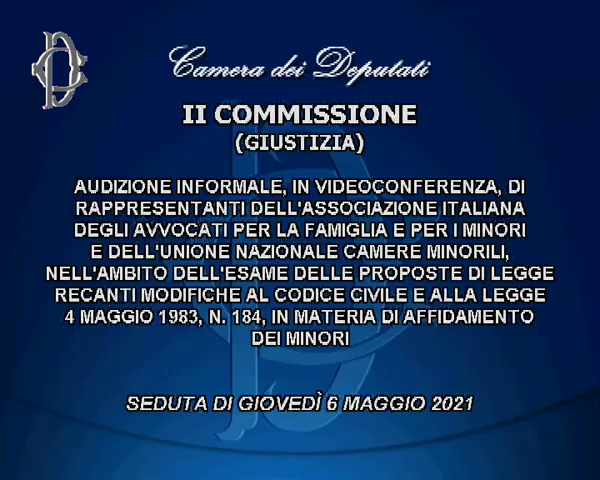 Camera dei Deputati
II COMMISSIONE
(GIUSTIZIA)
AUDIZIONE INFORMALE, IN VIDEOCONFERENZA, DI
RAPPRESENTANTI DELL'ASSOCIAZIONE ITALIANA
DEGLI AVVOCATI PER LA FAMIGLIA E PER I MINORI
E DELL'UNIONE NAZIONALE CAMERE MINORILI,
NELL'AMBITO DELL'ESAME DELLE PROPOSTE DI LEGGE
RECANTI MODIFICHE AL CODICE CIVILE E ALLA LEGGE
4 MAGGIO 1983, N. 184, IN MATERIA DI AFFIDAMENTO
DEI MINORI
SEDUTA DI GIOVEDÌ 6 MAGGIO 2021